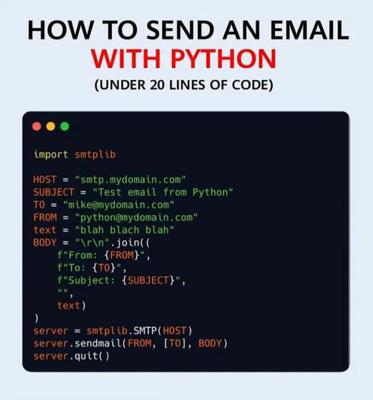 HOW TO SEND AN EMAIL
WITH PYTHON
(UNDER 20 LINES OF CODE)
import smtplib
HOST = "smtp.mydomain.com"
SUBJECT = "Test email from Python"
TO = "mike@mydomain.com"
FROM = "python@mydomain.com"
text = "blah blach blah"
BODY = "\r\n".join((
    f"From: {FROM}",
    f"To: {TO}",
    f"Subject: {SUBJECT}",
    "",
    text)
)
server = smtplib.SMTP(HOST)
server.sendmail(FROM, [TO], BODY)
server.quit()